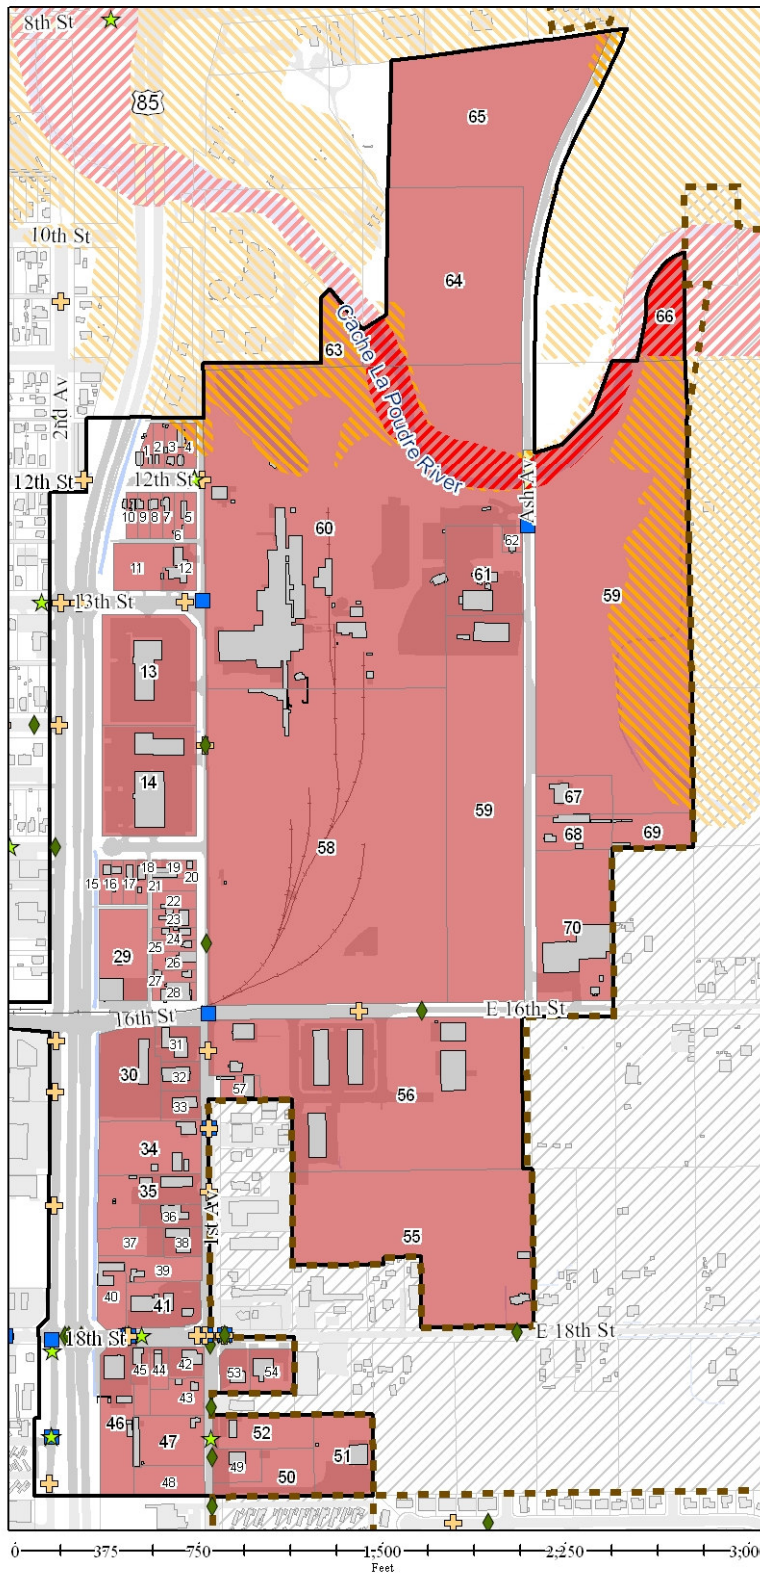 8th St
85
65
10th St
64
66
63
Cache La Poudre River
2nd Av
1 2 3 4
12th St
12th St
Ash Av
10 9 8 7 5
60
6
62
11 12
61
59
13th St
13
14
67
59
68 69
58
18 19
20
15 16 17 21
22
23
24
29 25
26
70
27
28
16th St
E 16th St
31
30 32
57
56
33
34
35
36
1st Av
37 38
55
39
40
41
18th St
E 18th St
45 44 42
53 54
43
46
47
52
51
49
48
50
0 375 750 1,500 2,250 3,000
Feet